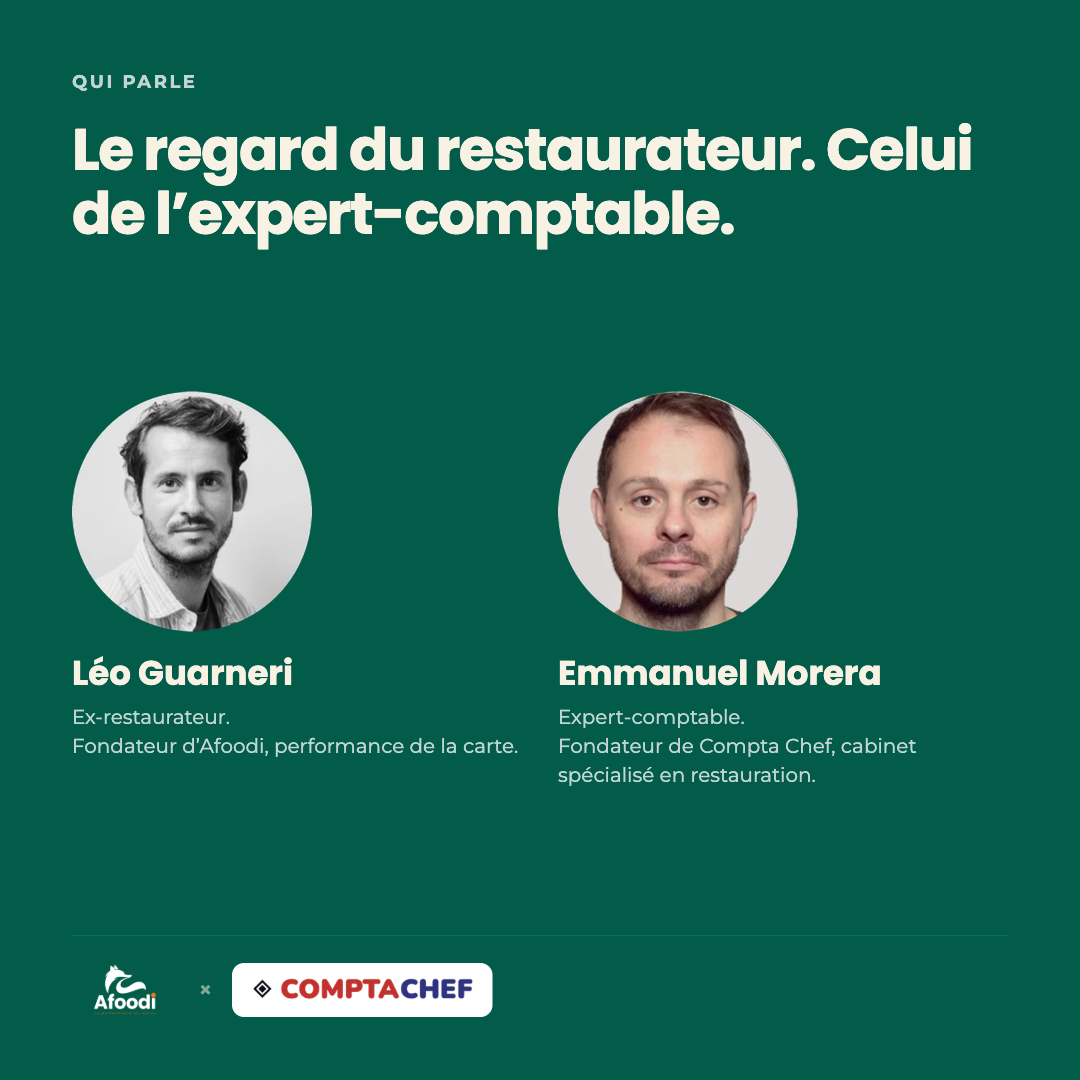 QUI PARLE
Le regard du restaurateur. Celui
de l’expert-comptable.
Léo Guarneri
Ex-restaurateur.
Fondateur d’Afoodi, performance de la carte.
Emmanuel Morera
Expert-comptable.
Fondateur de Compta Chef, cabinet
spécialisé en restauration.
Afoodi
×
COMPTACHEF